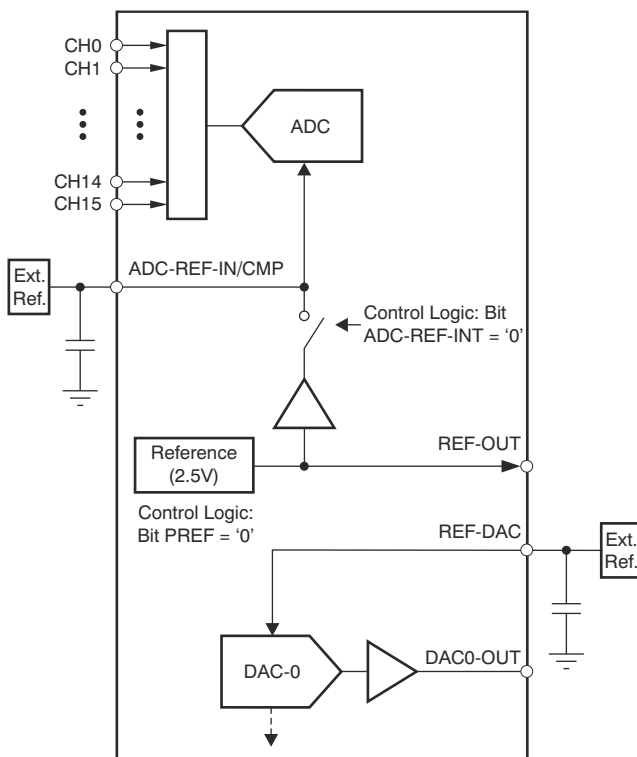 CH0
CH1
CH14
CH15
ADC
Ext.
Ref.
ADC-REF-IN/CMP
Control Logic: Bit
ADC-REF-INT = ‘0’
Reference
(2.5V)
REF-OUT
Control Logic:
Bit PREF = ‘0’
REF-DAC
Ext.
Ref.
DAC-0
DAC0-OUT